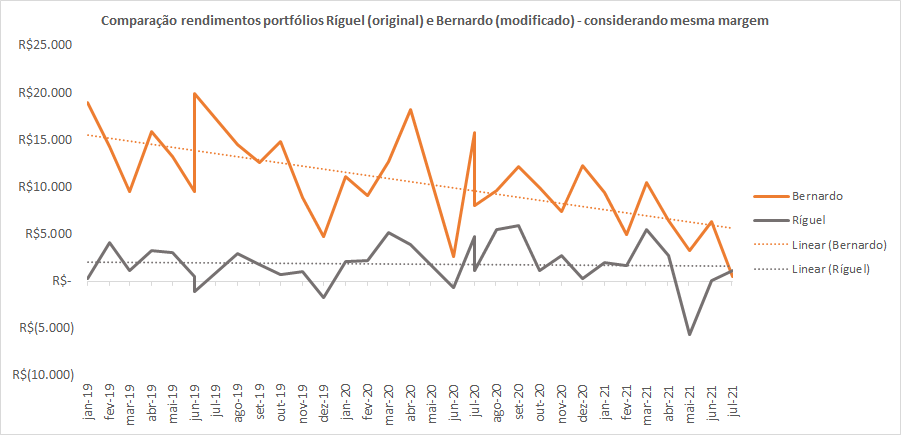 Comparação rendimentos portfólios Ríguel (original) e Bernardo (modificado) - considerando mesma margem
R$25.000
R$20.000
R$15.000
R$10.000
R$5.000
R$-
R$(5.000)
R$(10.000)
jan-19
fev-19
mar-19
abr-19
mai-19
jun-19
jul-19
ago-19
set-19
out-19
nov-19
dez-19
jan-20
fev-20
mar-20
abr-20
mai-20
jun-20
jul-20
ago-20
set-20
out-20
nov-20
dez-20
jan-21
fev-21
mar-21
abr-21
mai-21
jun-21
jul-21
Bernardo
Ríguel
Linear (Bernardo)
Linear (Ríguel)